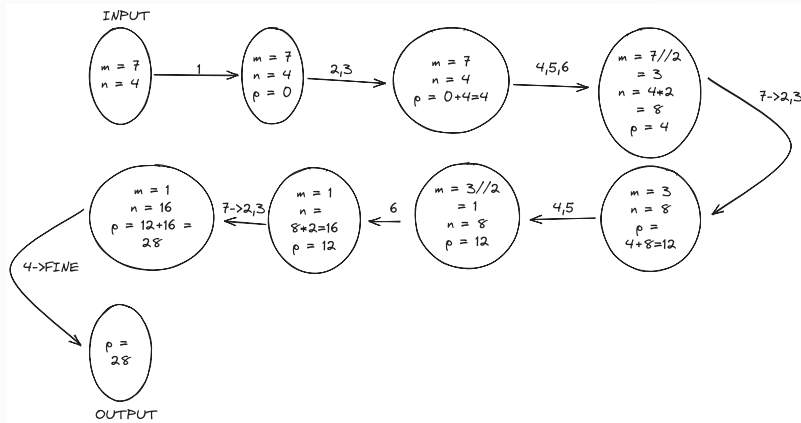 INPUT
m = 7
n = 4
1
m = 7
n = 4
p = 0
2,3
m = 7
n = 4
p = 0+4=4
4,5,6
m = 7//2
= 3
n = 4*2
= 8
p = 4
7->2,3
m = 3
n = 8
p =
4+8=12
4,5
m = 3//2
= 1
n = 8
p = 12
6
m = 1
n =
8*2=16
p = 12
7->2,3
m = 1
n = 16
p = 12+16 =
28
4->FINE
p =
28
OUTPUT